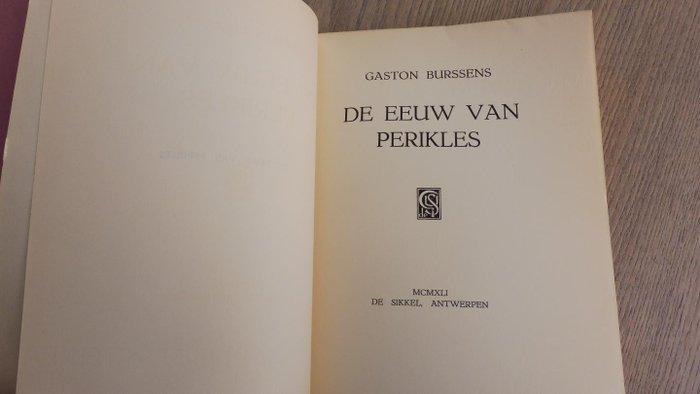 GASTON BURSSENS
DE EEUW VAN
PERIKLES
MCMXLI
DE SIKKEL, ANTWERPEN